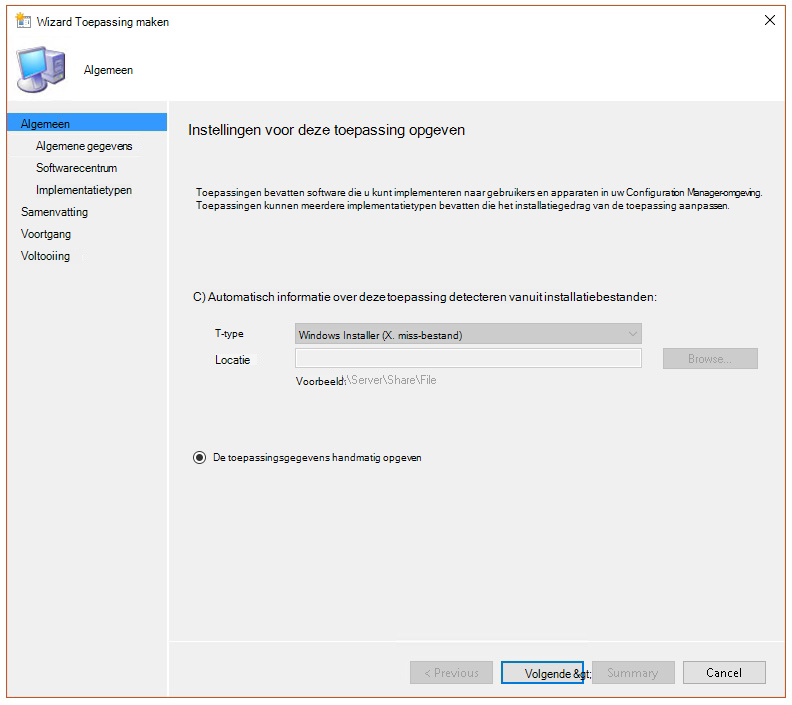 Wizard Toepassing maken
Algemeen
Algemeen
Algemene gegevens
Softwarecentrum
Implementatietypen
Samenvatting
Voortgang
Voltooiing
Instellingen voor deze toepassing opgeven
Toepassingen bevatten software die u kunt implementeren naar gebruikers en apparaten in uw Configuration Manager-omgeving.
Toepassingen kunnen meerdere implementatietypen bevatten die het installatiegedrag van de toepassing aanpassen.
C) Automatisch informatie over deze toepassing detecteren vanuit installatiebestanden:
T-type
Windows Installer (X. miss-bestand)
Locatie
Browse...
Voorbeeld: \\Server\Share\File
De toepassingsgegevens handmatig opgeven
< Previous
Volgende &gt;
Summary
Cancel